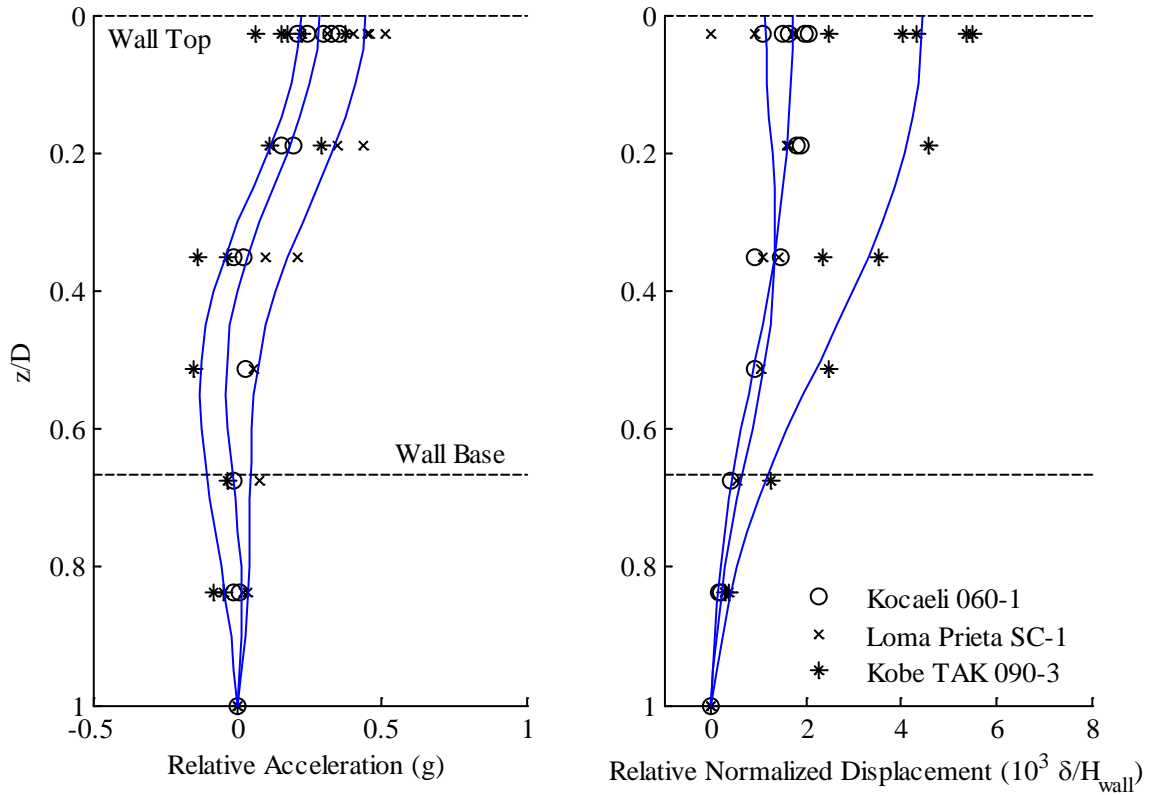 0
Wall Top
0.2
0.4
z/D
0.6
Wall Base
0.8
1
-0.5
0
0.5
1
Relative Acceleration (g)
0
0.2
0.4
0.6
0.8
1
0
2
4
6
8
Kocaeli 060-1
Loma Prieta SC-1
Kobe TAK 090-3
Relative Normalized Displacement (10³ δ/H_wall)